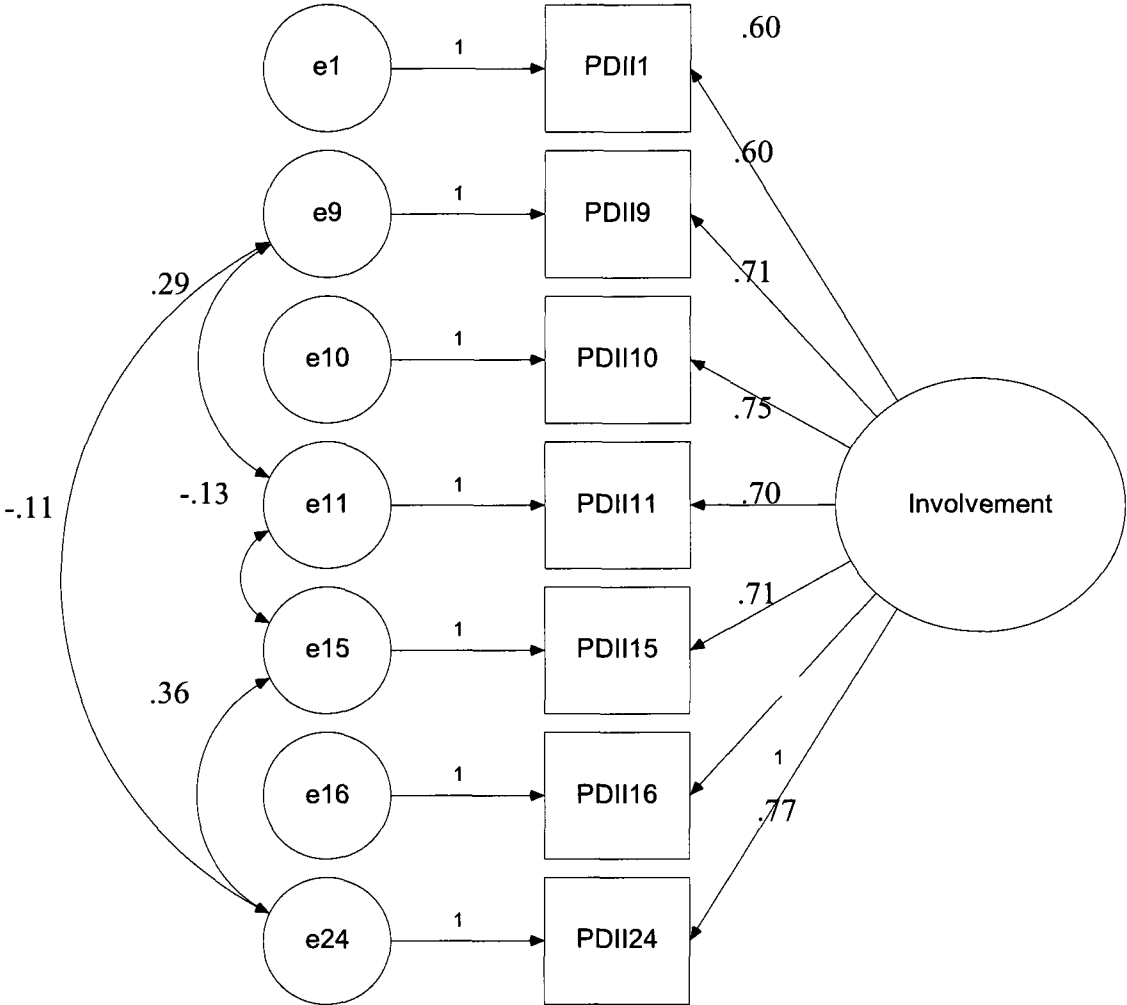 .60
e1
1
PDII1
.60
e9
1
PDII9
.29
.71
e10
1
PDII10
.75
-.11
-.13
e11
1
PDII11
.70
Involvement
.71
e15
1
PDII15
.36
1
e16
1
PDII16
.77
e24
1
PDII24